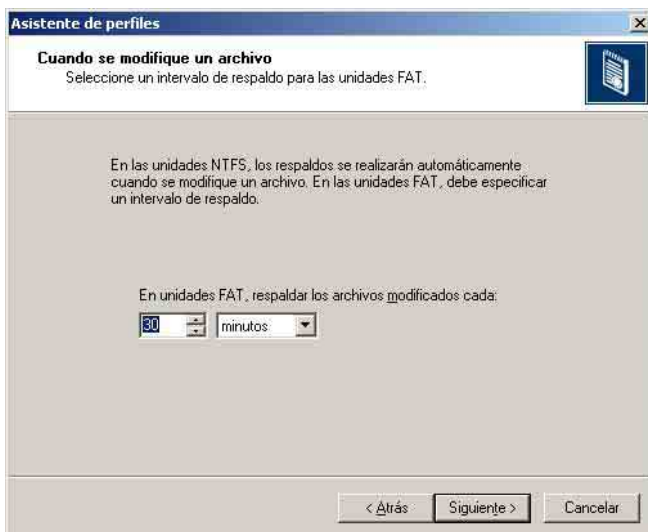 Asistente de perfiles
Cuando se modifique un archivo
Seleccione un intervalo de respaldo para las unidades FAT.
En las unidades NTFS, los respaldos se realizarán automáticamente
cuando se modifique un archivo. En las unidades FAT, debe especificar
un intervalo de respaldo.
En unidades FAT, respaldar los archivos modificados cada:
30 minutos
< Atrás Siguiente > Cancelar